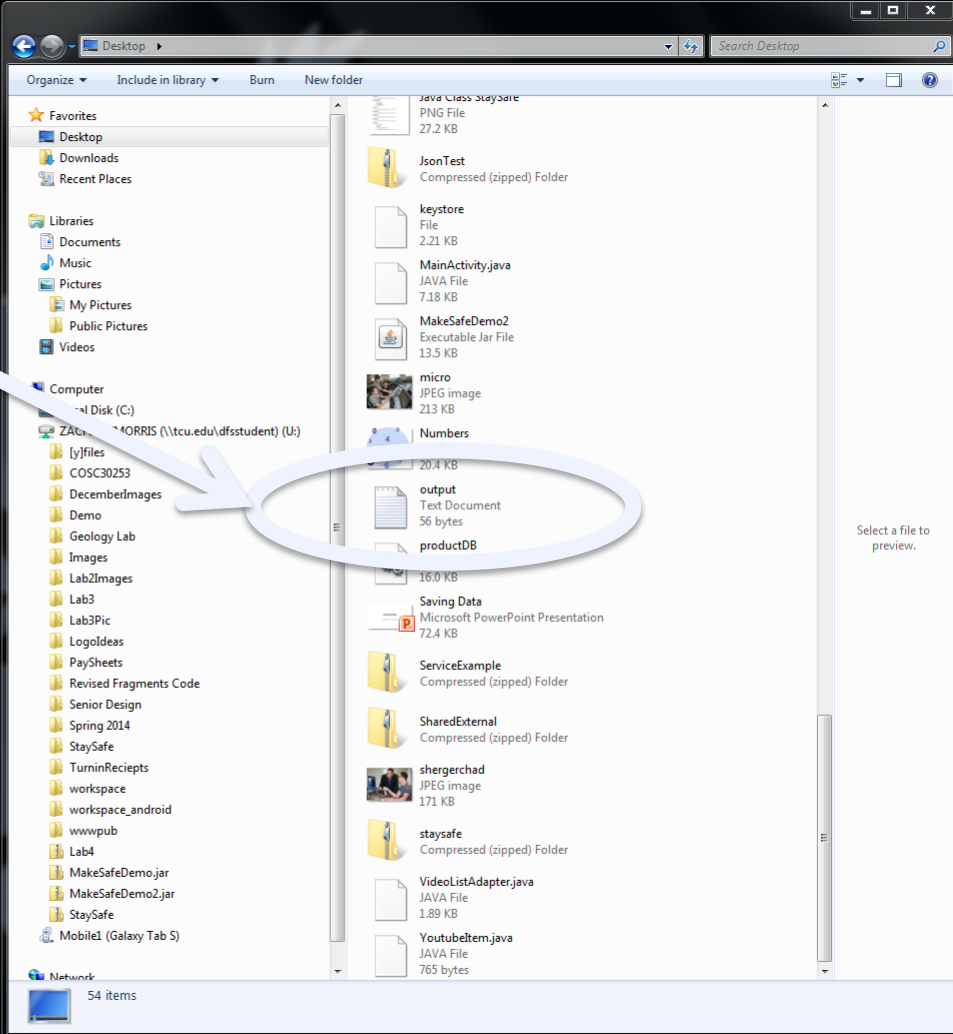 Desktop
Search Desktop
Organize
Include in library
Burn
New folder
Favorites
Desktop
Downloads
Recent Places
Libraries
Documents
Music
Pictures
My Pictures
Public Pictures
Videos
Computer
Disk (C:)
MORRIS (\\tcu.edu\dfsstudent) (U:)
[y]files
COSC30253
DecemberImages
Demo
Geology Lab
Images
Lab2Images
Lab3
Lab3Pic
LogoIdeas
PaySheets
Revised Fragments Code
Senior Design
Spring 2014
StaySafe
TurninReciepts
workspace
workspace_android
wwwpub
Lab4
MakeSafeDemo.jar
MakeSafeDemo2.jar
StaySafe
Mobile1 (Galaxy Tab S)
Network
Java Class StaySafe
PNG File
27.2 KB
JsonTest
Compressed (zipped) Folder
keystore
File
2.21 KB
MainActivity.java
JAVA File
7.18 KB
MakeSafeDemo2
Executable Jar File
13.5 KB
micro
JPEG image
213 KB
Numbers
20.4 KB
output
Text Document
56 bytes
productDB
16.0 KB
Saving Data
Microsoft PowerPoint Presentation
72.4 KB
ServiceExample
Compressed (zipped) Folder
SharedExternal
Compressed (zipped) Folder
shergerchad
JPEG image
171 KB
staysafe
Compressed (zipped) Folder
VideoListAdapter.java
JAVA File
1.89 KB
YoutubeItem.java
JAVA File
765 bytes
Select a file to
preview.
54 items